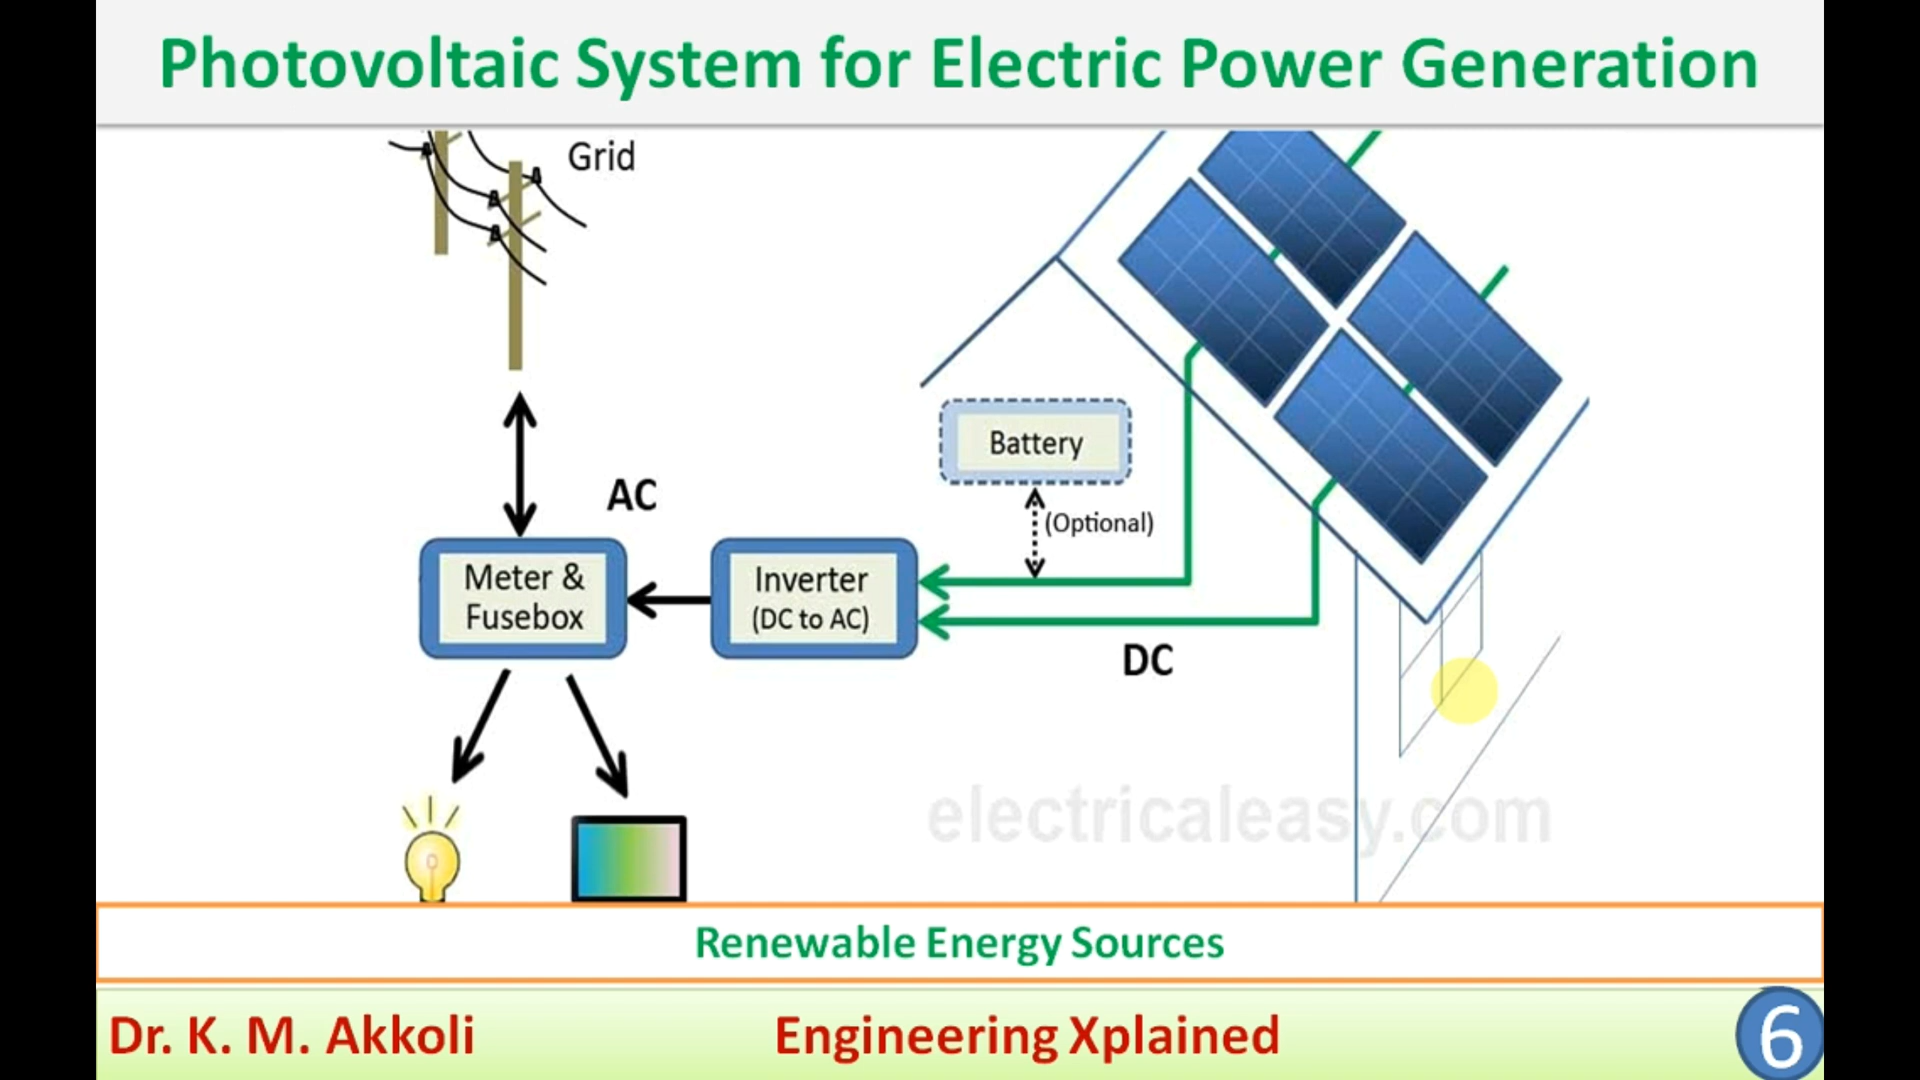 Photovoltaic System for Electric Power Generation
Grid
Battery
(Optional)
AC
Meter &
Fusebox
Inverter
(DC to AC)
DC
electricaleasy.com
Renewable Energy Sources
Dr. K. M. Akkoli
Engineering Xplained
6